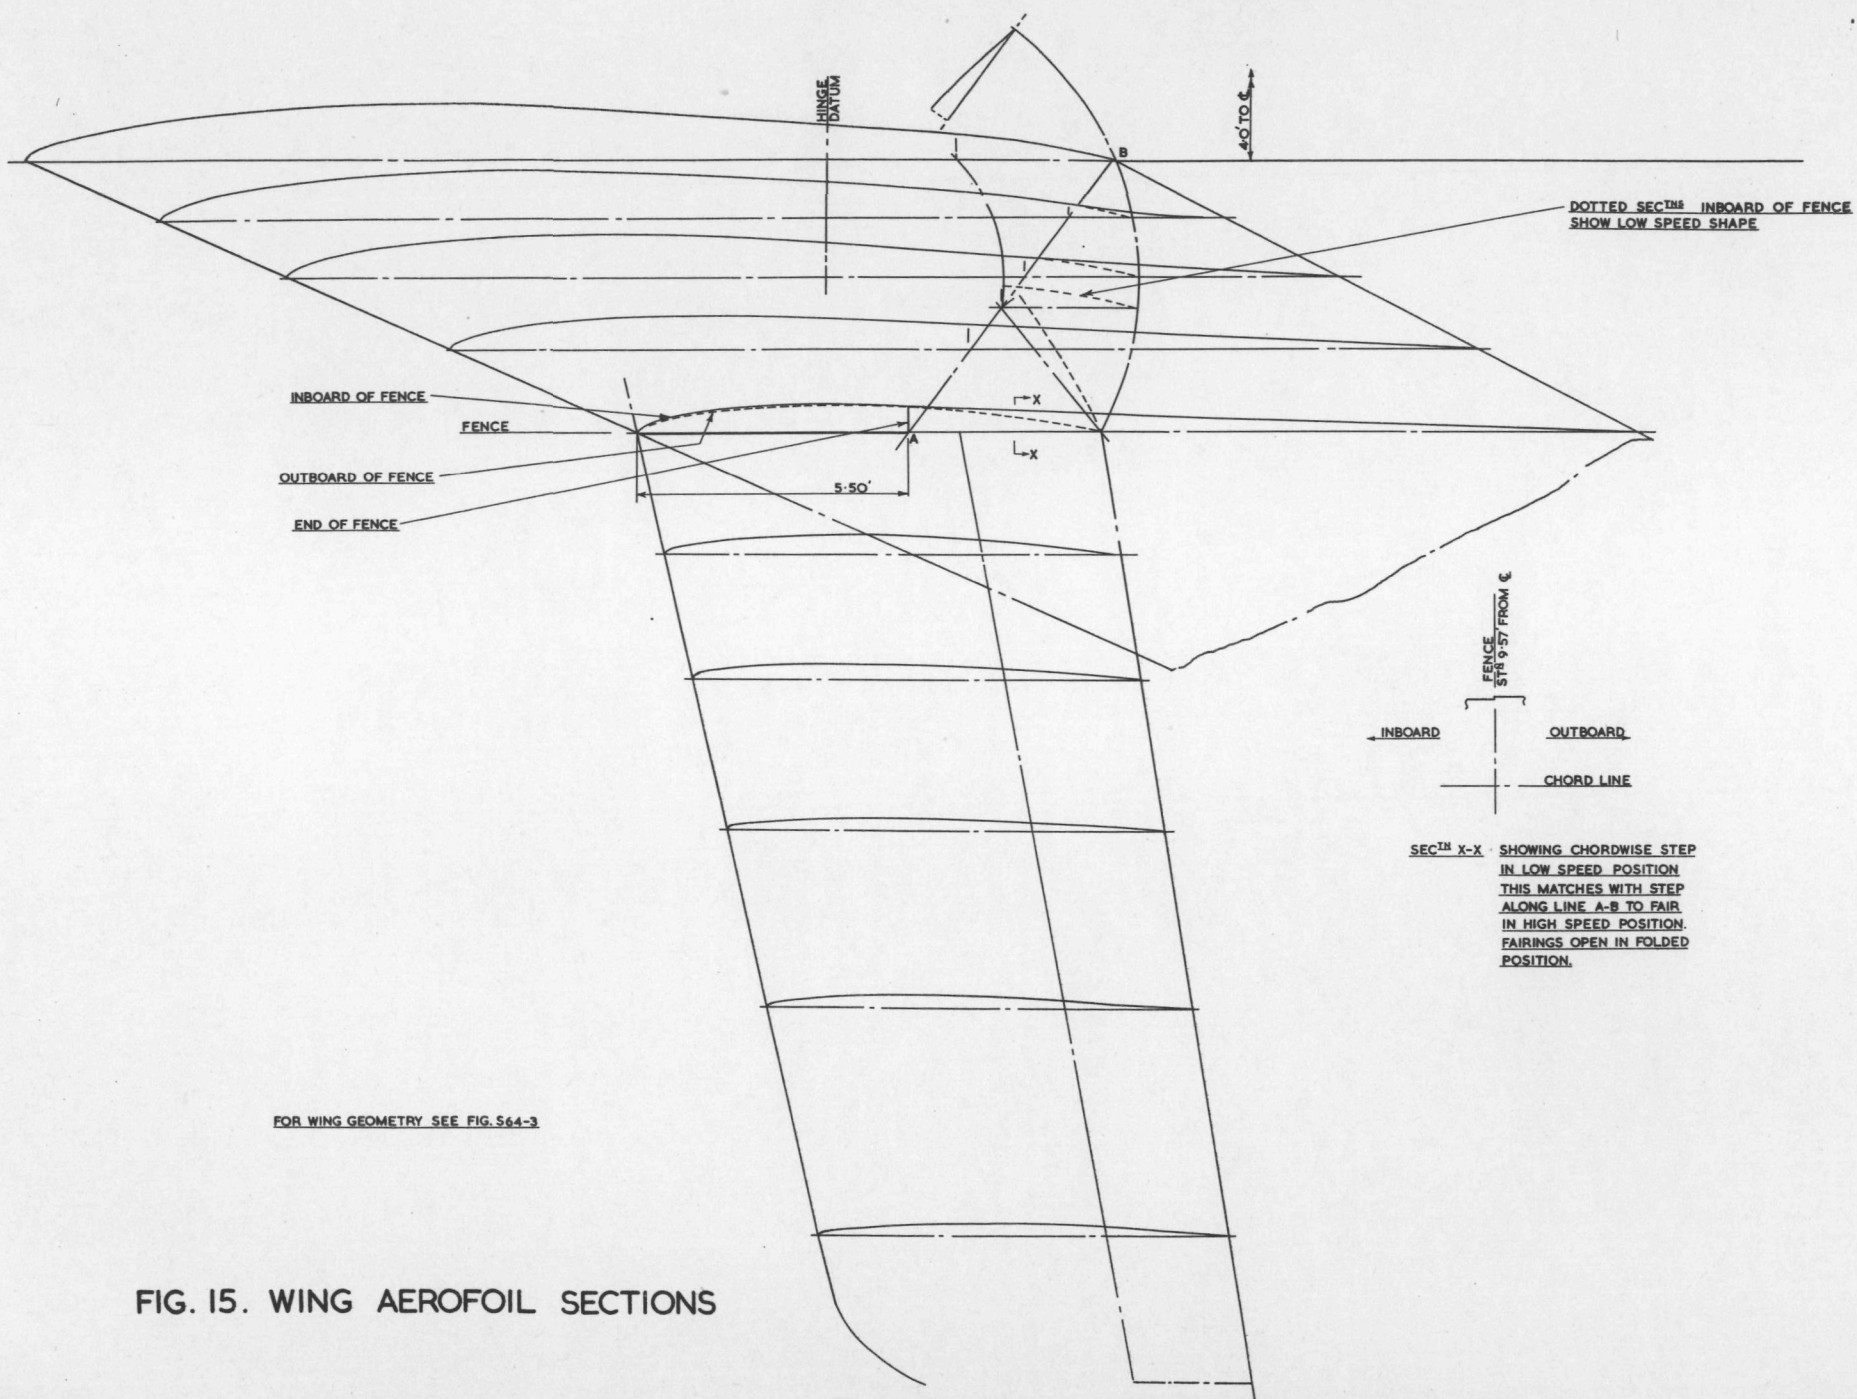 HINGE
DATUM
4·0' TO ℄
B
DOTTED SECTNS INBOARD OF FENCE
SHOW LOW SPEED SHAPE
INBOARD OF FENCE
FENCE
OUTBOARD OF FENCE
END OF FENCE
A
X
X
5·50'
FENCE
STN 9·57' FROM ℄
INBOARD
OUTBOARD
CHORD LINE
SECTN X-X SHOWING CHORDWISE STEP
IN LOW SPEED POSITION
THIS MATCHES WITH STEP
ALONG LINE A-B TO FAIR
IN HIGH SPEED POSITION.
FAIRINGS OPEN IN FOLDED
POSITION.
FOR WING GEOMETRY SEE FIG. S64-3
FIG. 15. WING AEROFOIL SECTIONS